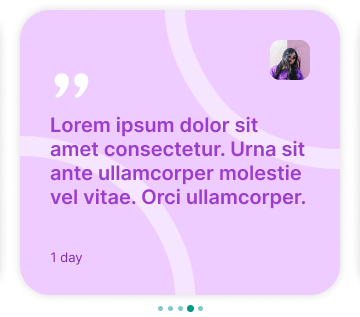 ”
Lorem ipsum dolor sit
amet consectetur. Urna sit
ante ullamcorper molestie
vel vitae. Orci ullamcorper.
1 day